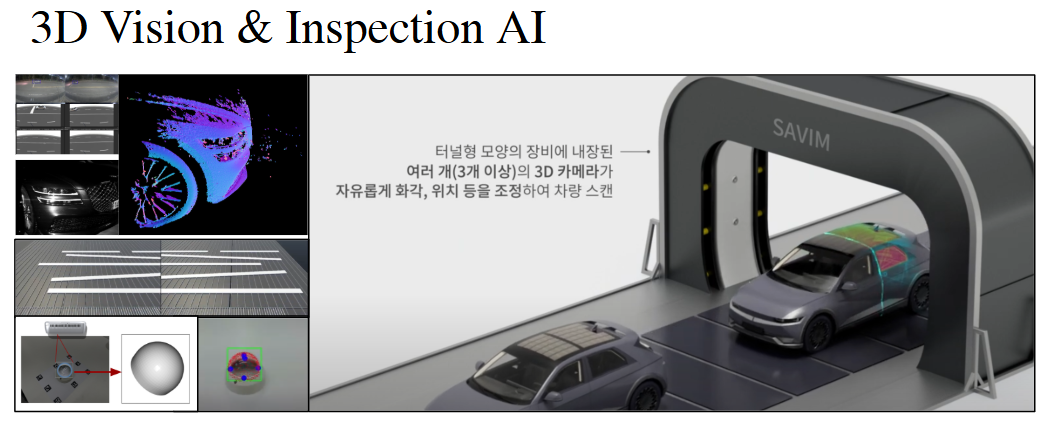 3D Vision & Inspection AI
터널형 모양의 장비에 내장된
여러 개(3개 이상)의 3D 카메라가
자유롭게 화각, 위치 등을 조정하여 차량 스캔
SAVIM